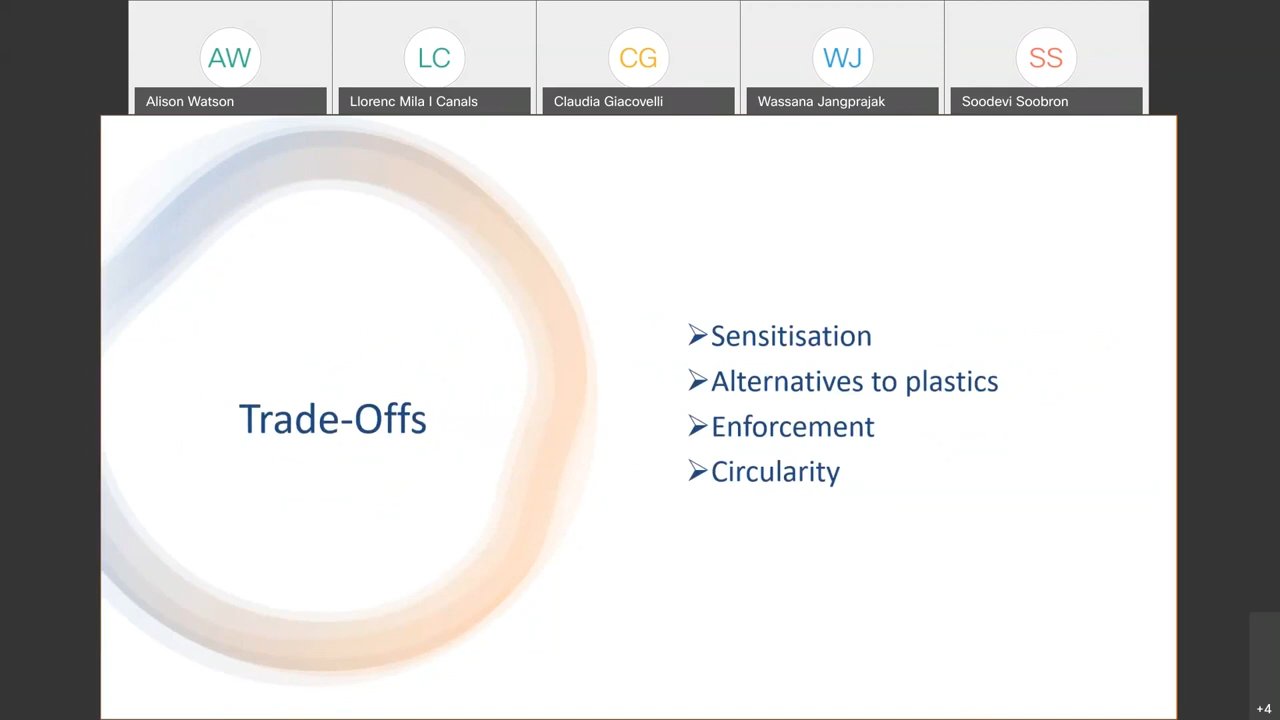 AW
LC
CG
WJ
SS
Alison Watson
Llorenc Mila I Canals
Claudia Giacovelli
Wassana Jangprajak
Soodevi Soobron
Trade-Offs
➢Sensitisation
➢Alternatives to plastics
➢Enforcement
➢Circularity
+4